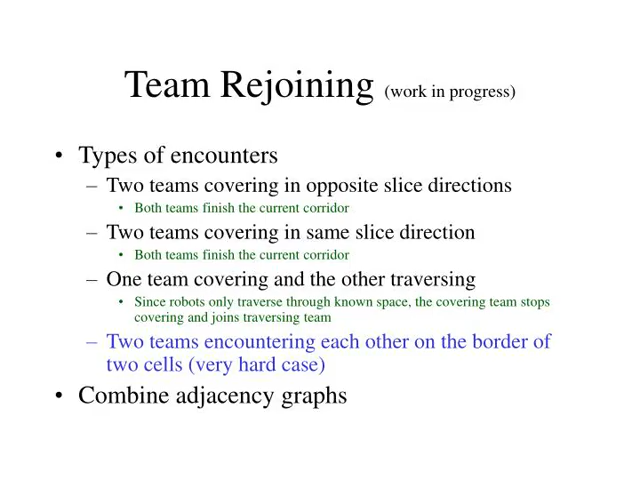 Team Rejoining (work in progress)
• Types of encounters
– Two teams covering in opposite slice directions
• Both teams finish the current corridor
– Two teams covering in same slice direction
• Both teams finish the current corridor
– One team covering and the other traversing
• Since robots only traverse through known space, the covering team stops
covering and joins traversing team
– Two teams encountering each other on the border of
two cells (very hard case)
• Combine adjacency graphs